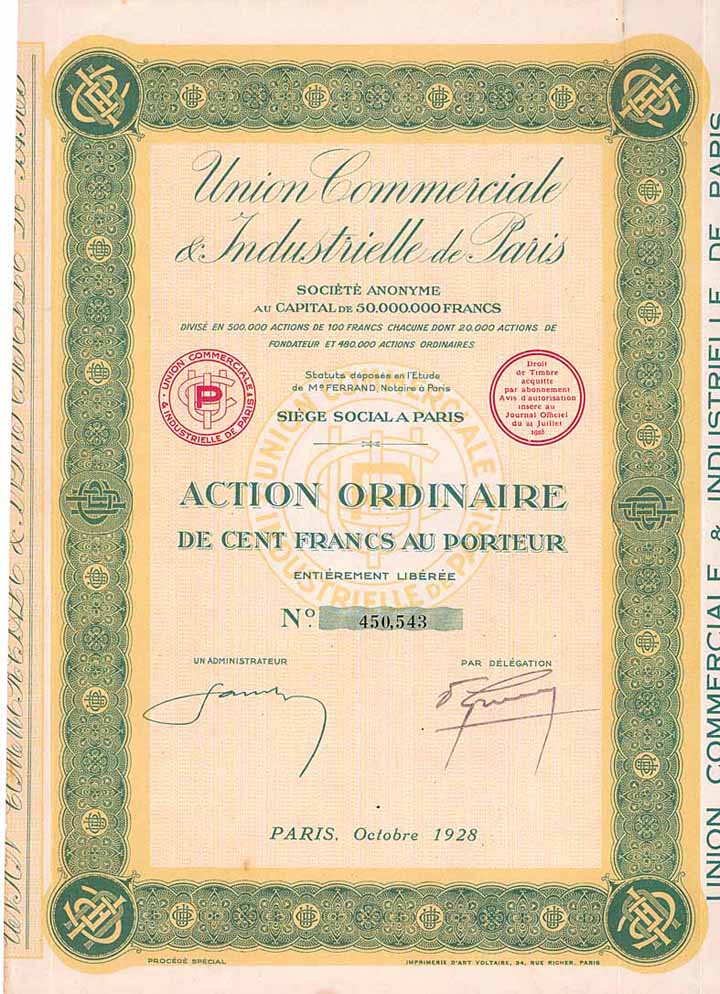 Union Commerciale
& Industrielle de Paris
SOCIÉTÉ ANONYME
AU CAPITAL DE 50.000.000 FRANCS
DIVISÉ EN 500.000 ACTIONS DE 100 FRANCS CHACUNE DONT 20.000 ACTIONS DE
FONDATEUR ET 480.000 ACTIONS ORDINAIRES
Statuts déposés en l'Etude
de Me FERRAND, Notaire à Paris
SIÈGE SOCIAL A PARIS
UNION COMMERCIALE
& INDUSTRIELLE DE PARIS
Droit
de Timbre
acquitté
par abonnement
Avis d'autorisation
inséré au
Journal Officiel
du 24 Juillet
1928
UNION COMMERCIALE &
INDUSTRIELLE DE PARIS
ACTION ORDINAIRE
DE CENT FRANCS AU PORTEUR
ENTIÈREMENT LIBÉRÉE
No. 450,543
UN ADMINISTRATEUR
PAR DÉLÉGATION
PARIS, Octobre 1928
PROCÉDÉ SPÉCIAL
IMPRIMERIE D'ART VOLTAIRE, 34, RUE RICHER, PARIS
UNION COMMERCIALE & INDUSTRIELLE DE PARIS